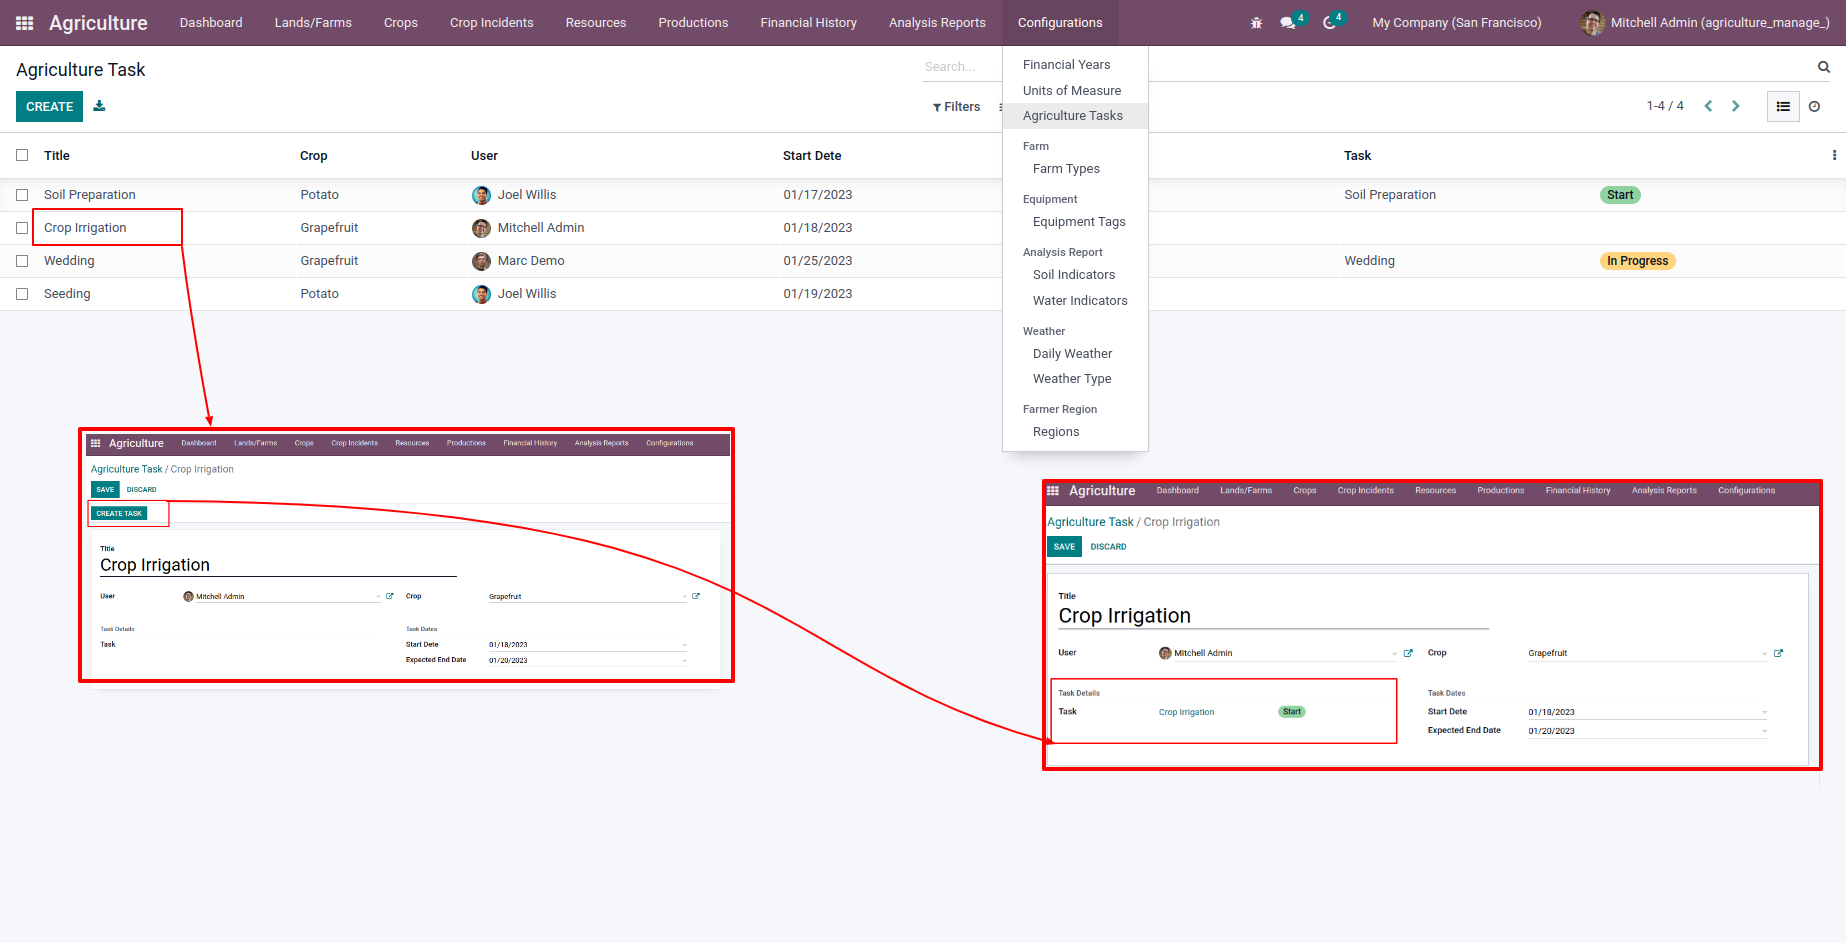 Agriculture Dashboard Lands/Farms Crops Crop Incidents Resources Productions Financial History Analysis Reports Configurations 4 4 My Company (San Francisco) Mitchell Admin (agriculture_manage_)
Agriculture Task
Search...
CREATE Filters 1-4 / 4
Financial Years
Units of Measure
Agriculture Tasks
Farm
Farm Types
Equipment
Equipment Tags
Analysis Report
Soil Indicators
Water Indicators
Weather
Daily Weather
Weather Type
Farmer Region
Regions
Title Crop User Start Dete Task
Soil Preparation Potato Joel Willis 01/17/2023 Soil Preparation Start
Crop Irrigation Grapefruit Mitchell Admin 01/18/2023
Wedding Grapefruit Marc Demo 01/25/2023 Wedding In Progress
Seeding Potato Joel Willis 01/19/2023
Agriculture Dashboard Lands/Farms Crops Crop Incidents Resources Productions Financial History Analysis Reports Configurations
Agriculture Task / Crop Irrigation
SAVE DISCARD
CREATE TASK
Title
Crop Irrigation
User Mitchell Admin Crop Grapefruit
Task Details Task Dates
Task Start Dete 01/18/2023
Expected End Date 01/20/2023
Agriculture Dashboard Lands/Farms Crops Crop Incidents Resources Productions Financial History Analysis Reports Configurations
Agriculture Task / Crop Irrigation
SAVE DISCARD
Title
Crop Irrigation
User Mitchell Admin Crop Grapefruit
Task Details Task Dates
Task Crop Irrigation Start Start Dete 01/18/2023
Expected End Date 01/20/2023